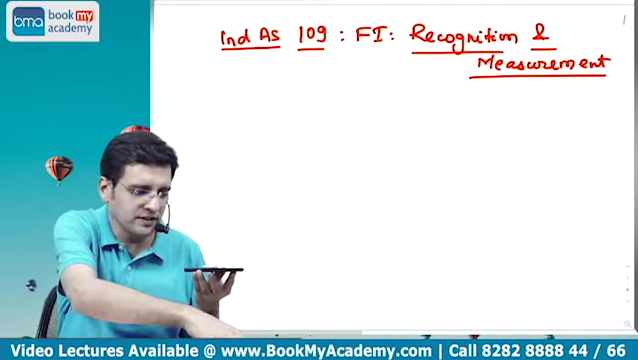 bma
book my
academy
Ind As 109 : FI : Recognition &
Measurement
Video Lectures Available @ www.BookMyAcademy.com | Call 8282 8888 44 / 66